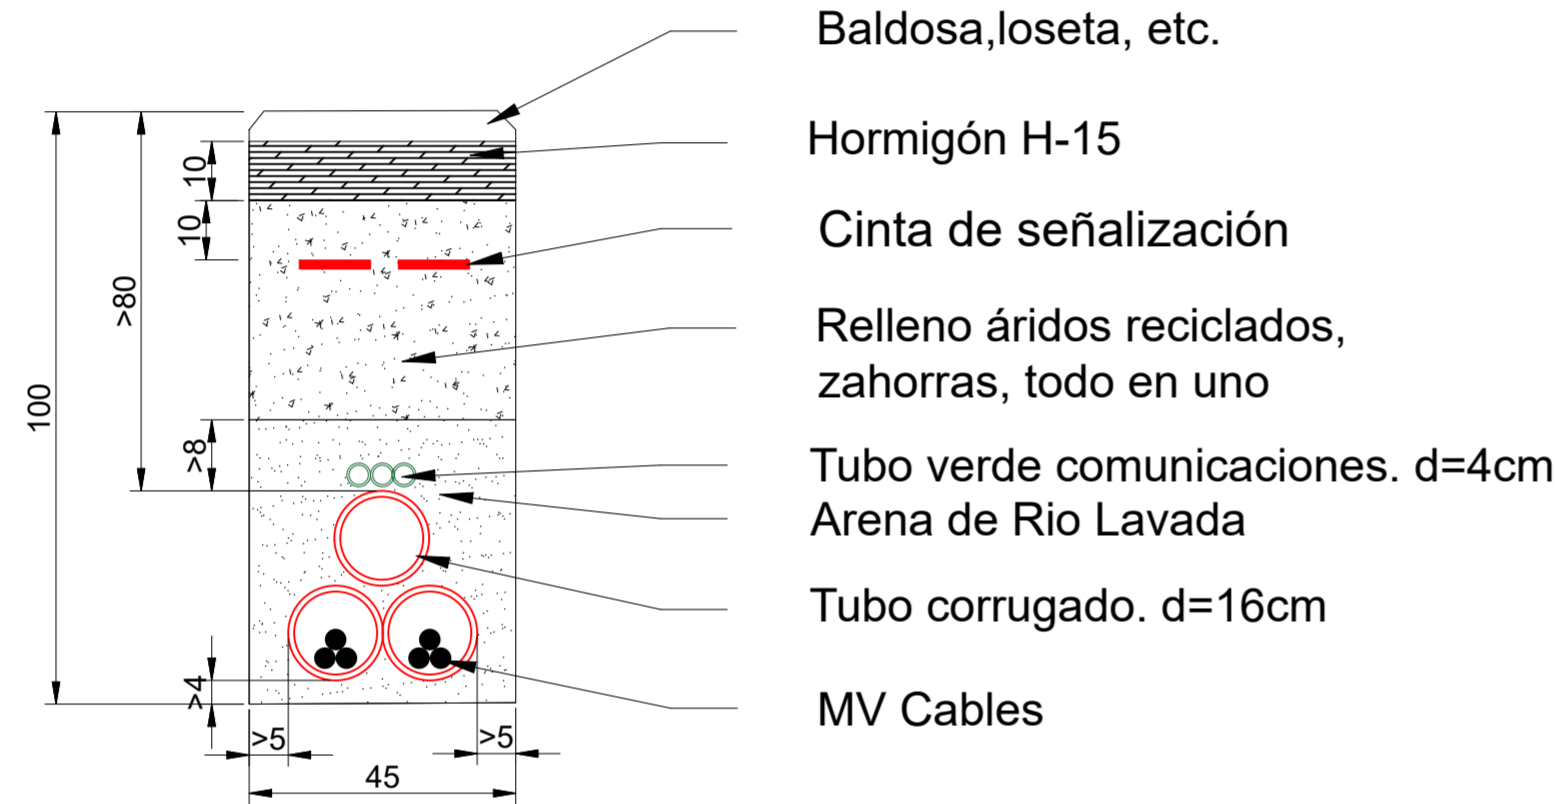 Baldosa,loseta, etc.
Hormigón H-15
10
10
Cinta de señalización
>80
Relleno áridos reciclados,
zahorras, todo en uno
100
>8
Tubo verde comunicaciones. d=4cm
Arena de Rio Lavada
Tubo corrugado. d=16cm
>4
MV Cables
>5
>5
45